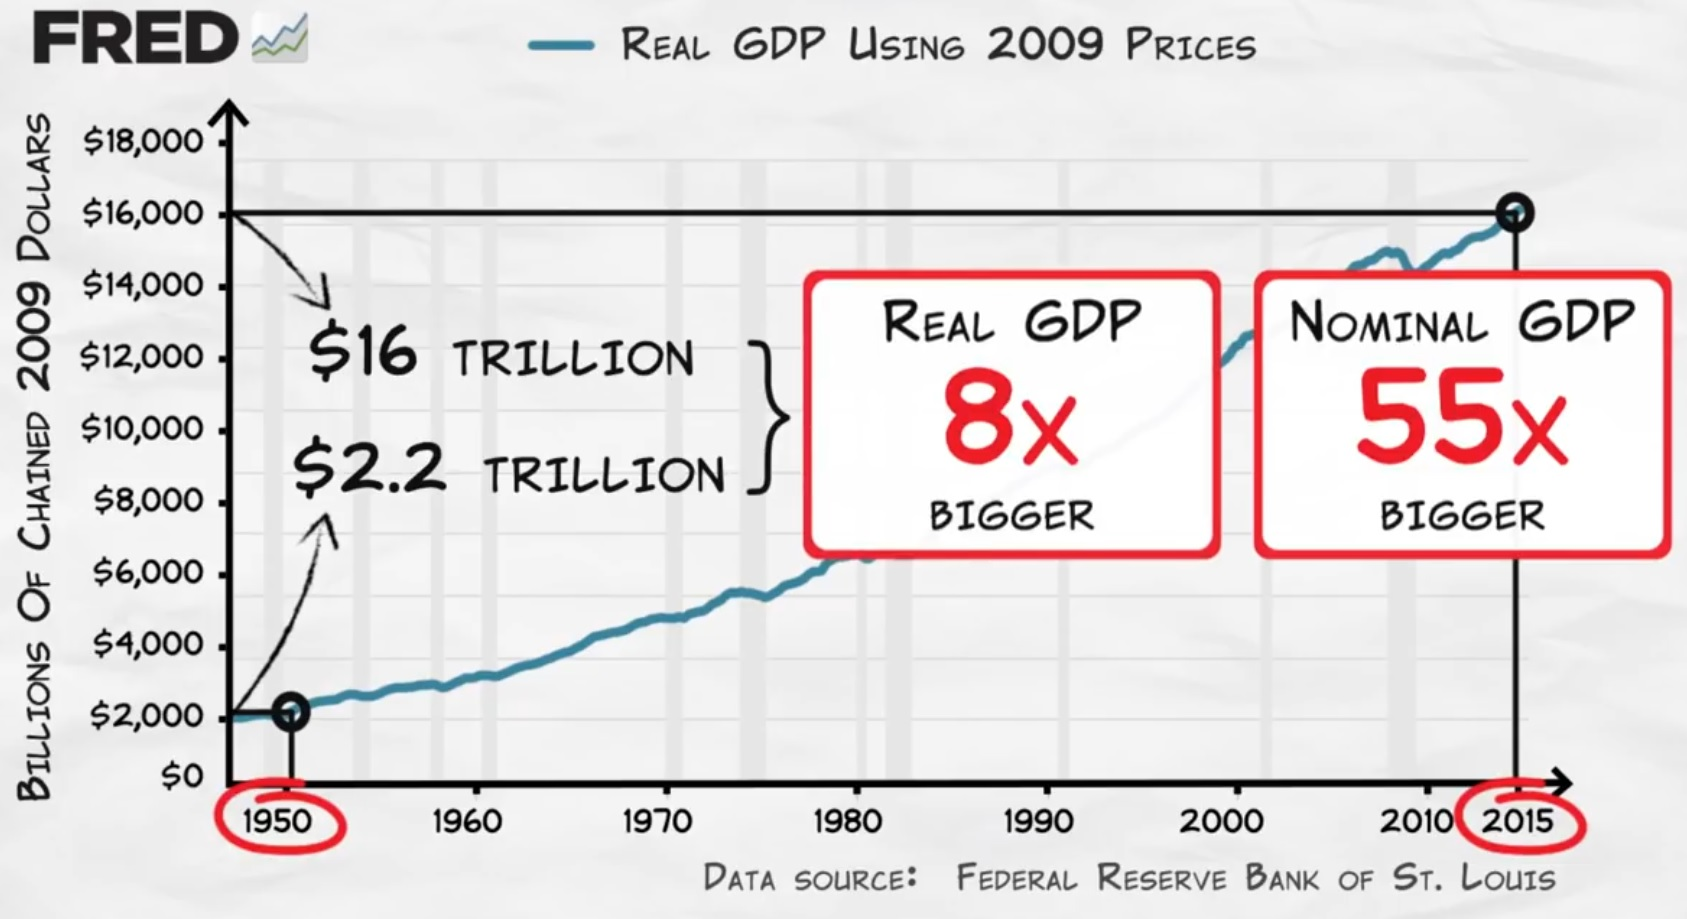 FRED
Real GDP Using 2009 Prices
Billions Of Chained 2009 Dollars
$18,000
$16,000
$14,000
$12,000
$10,000
$8,000
$6,000
$4,000
$2,000
$0
$16 trillion
$2.2 trillion
Real GDP
8x
bigger
Nominal GDP
55x
bigger
1950 1960 1970 1980 1990 2000 2010 2015
Data source: Federal Reserve Bank of St. Louis